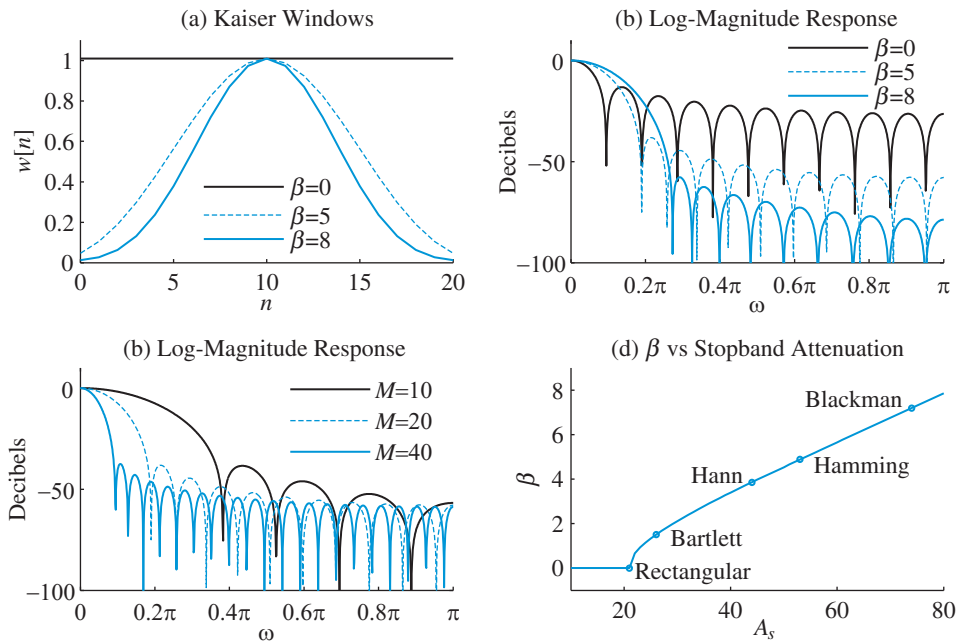 (a) Kaiser Windows
1
0.8
0.6
0.4
0.2
0
w[n]
β=0
β=5
β=8
0
5
10
15
20
n
(b) Log-Magnitude Response
0
−50
−100
Decibels
β=0
β=5
β=8
0
0.2π
0.4π
0.6π
0.8π
π
ω
(b) Log-Magnitude Response
0
−50
−100
Decibels
M=10
M=20
M=40
0
0.2π
0.4π
0.6π
0.8π
π
ω
(d) β vs Stopband Attenuation
8
6
4
2
0
β
Blackman
Hamming
Hann
Bartlett
Rectangular
20
40
60
80
As